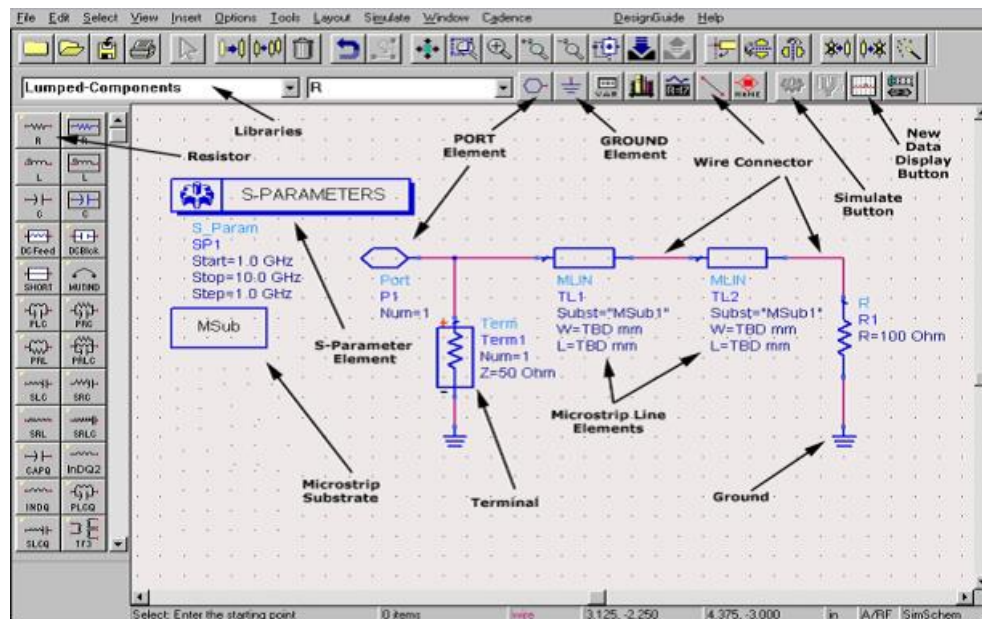 File Edit Select View Insert Options Tools Layout Simulate Window Cadence DesignGuide Help
VAR
NAME
Lumped-Components
R
Libraries
Resistor
PORT
Element
GROUND
Element
Wire Connector
New
Data
Display
Button
Simulate
Button
R R
L L
C C
DCFeed DCBlok
SHORT MUTIND
PLC PRC
PRL PRLC
SLC SRC
SRL SRLC
CAPQ InDQ2
INDQ PLCQ
SLCQ TF3
S-PARAMETERS
S_Param
SP1
Start=1.0 GHz
Stop=10.0 GHz
Step=1.0 GHz
MSub
S-Parameter
Element
Port
P1
Num=1
Term
Term1
Num=1
Z=50 Ohm
MLIN
TL1
Subst="MSub1"
W=TBD mm
L=TBD mm
MLIN
TL2
Subst="MSub1"
W=TBD mm
L=TBD mm
R
R1
R=100 Ohm
Microstrip Line
Elements
Microstrip
Substrate
Terminal
Ground
Select: Enter the starting point 0 items wire 3.125, -2.250 4.375, -3.000 in A/RF SimSchem